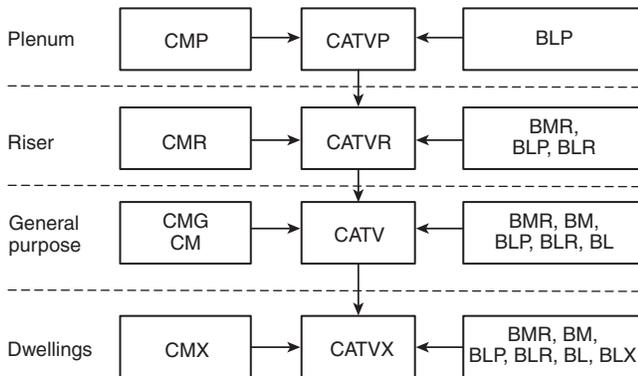 Plenum
CMP
CATVP
BLP
Riser
CMR
CATVR
BMR,
BLP, BLR
General
purpose
CMG
CM
CATV
BMR, BM,
BLP, BLR, BL
Dwellings
CMX
CATVX
BMR, BM,
BLP, BLR, BL, BLX